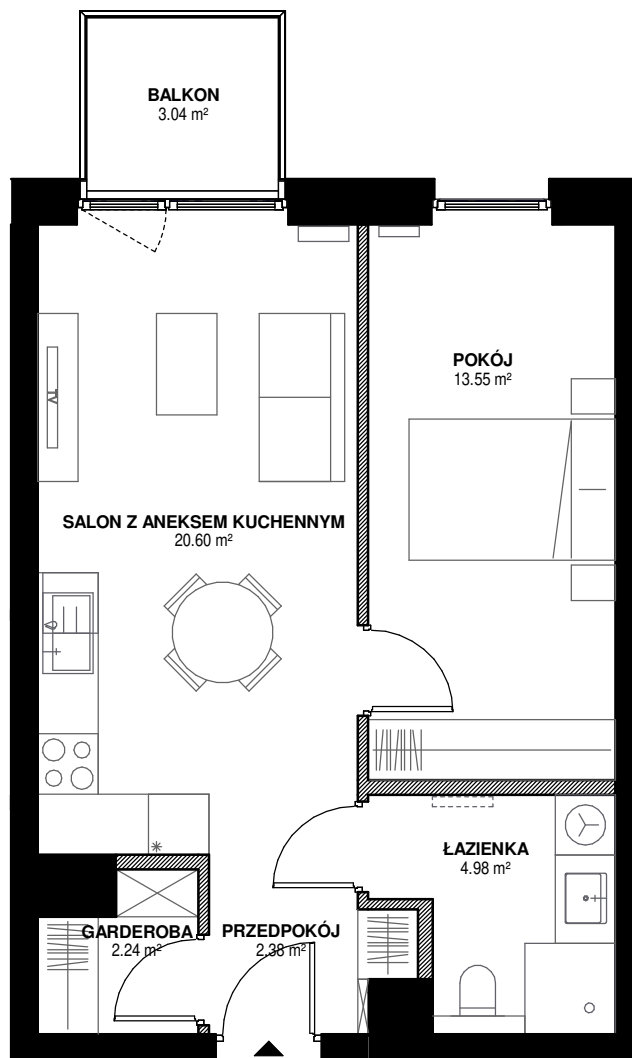 BALKON
3.04 m²
POKÓJ
13.55 m²
TV
SALON Z ANEKSEM KUCHENNYM
20.60 m²
ŁAZIENKA
4.98 m²
GARDEROBA
2.24 m²
PRZEDPOKÓJ
2.38 m²